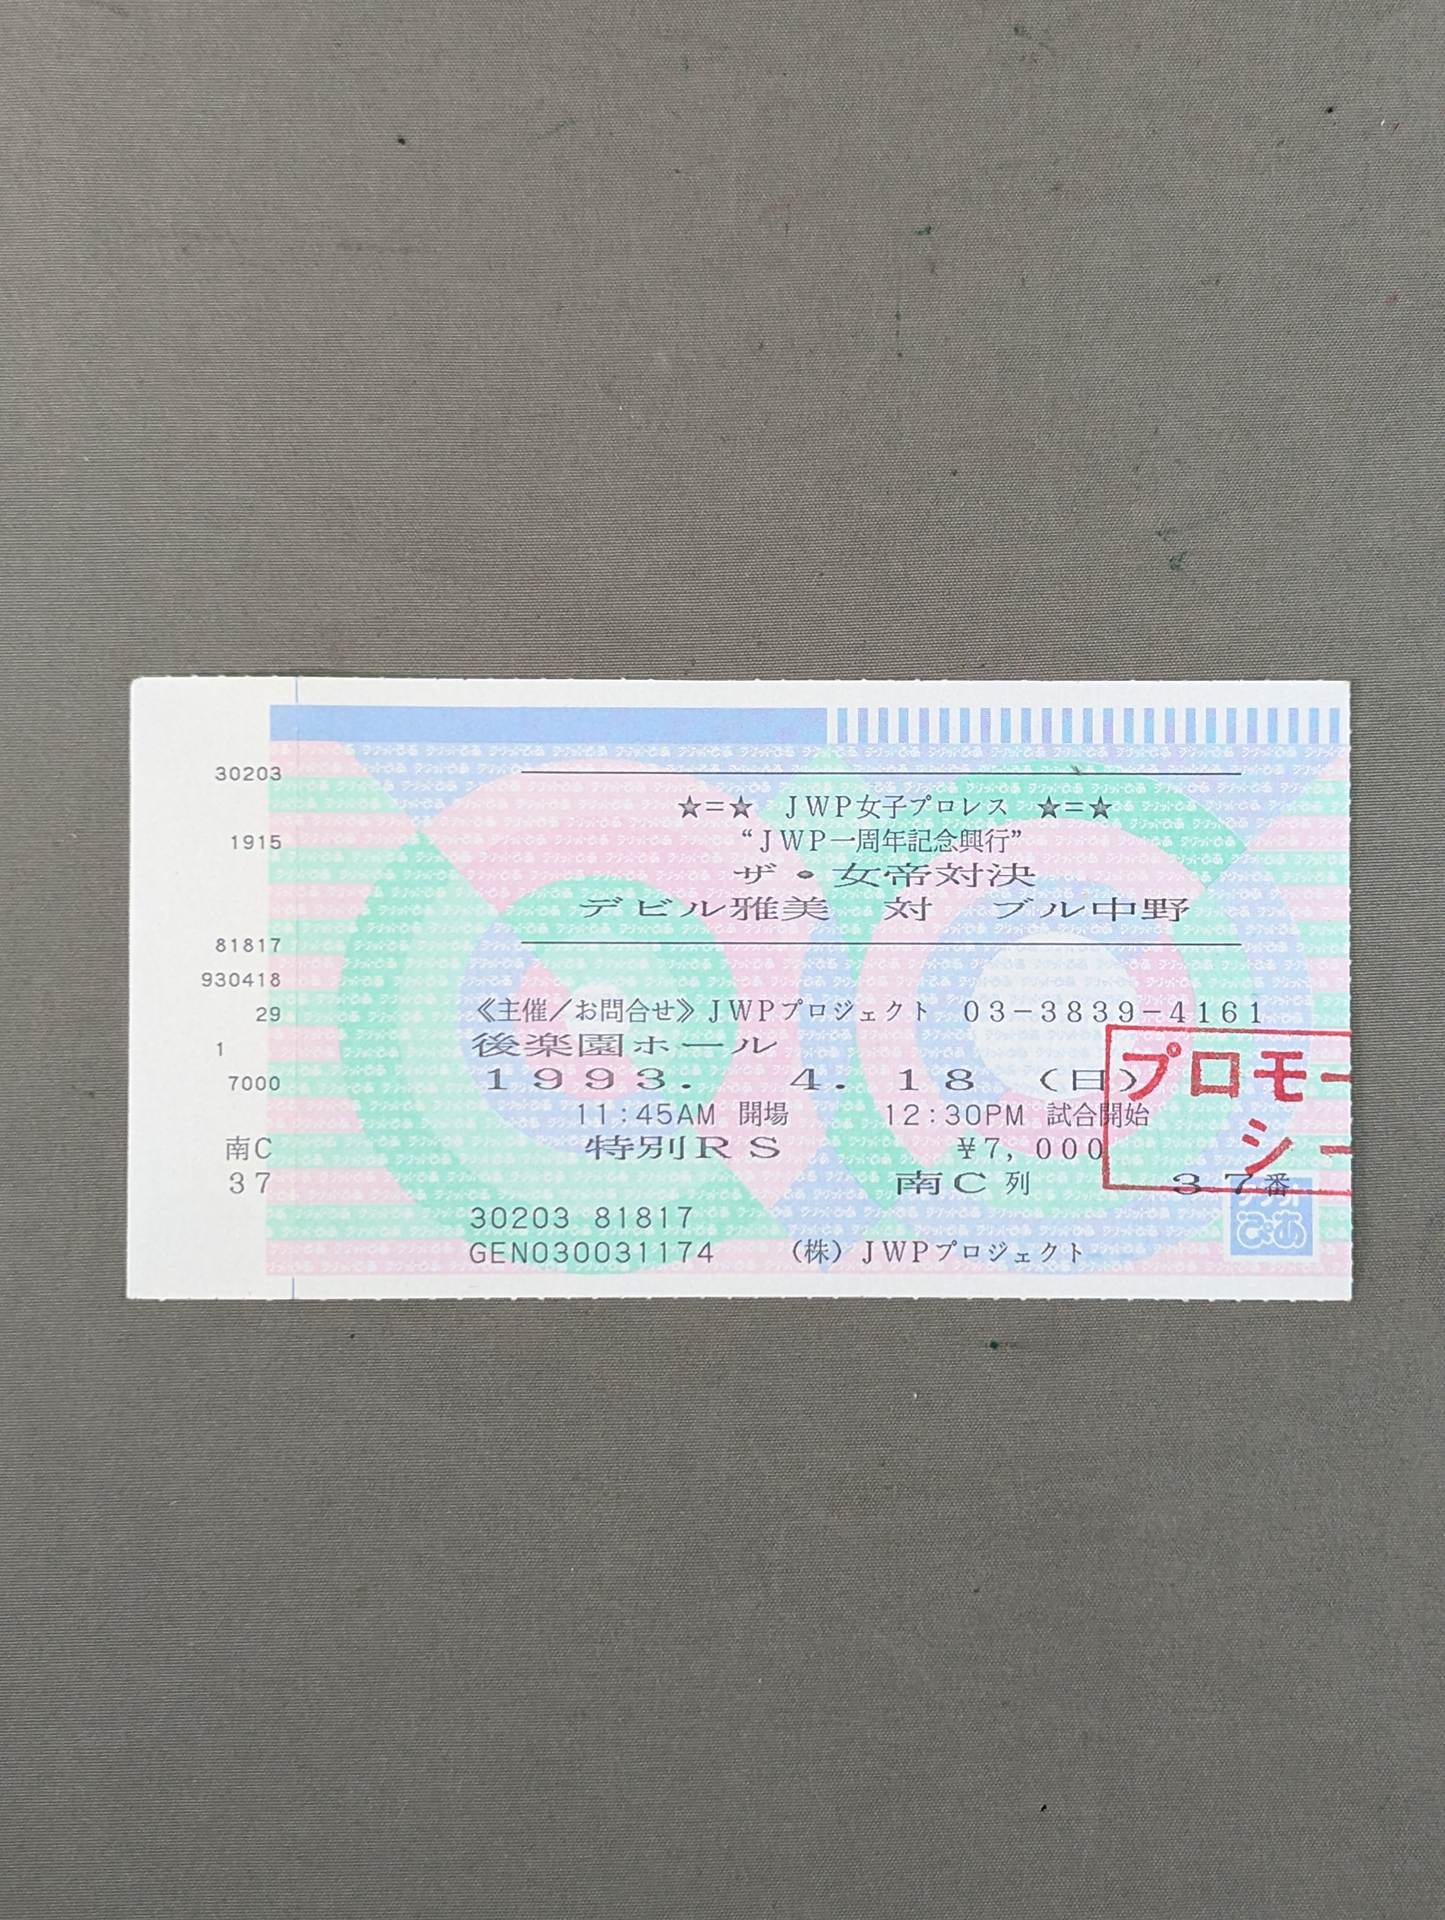 30203
1915
81817
930418
29
1
7000
南C
37
★=★ JWP女子プロレス ★=★
“JWP一周年記念興行”
ザ・女帝対決
デビル雅美 対 ブル中野
《主催/お問合せ》JWPプロジェクト 03-3839-4161
後楽園ホール
1993. 4. 18 (日)
11:45AM 開場 12:30PM 試合開始
特別RS ¥7,000
南C列 37番
30203 81817
GEN030031174 (株)JWPプロジェクト
プロモー
シー
ぴあ